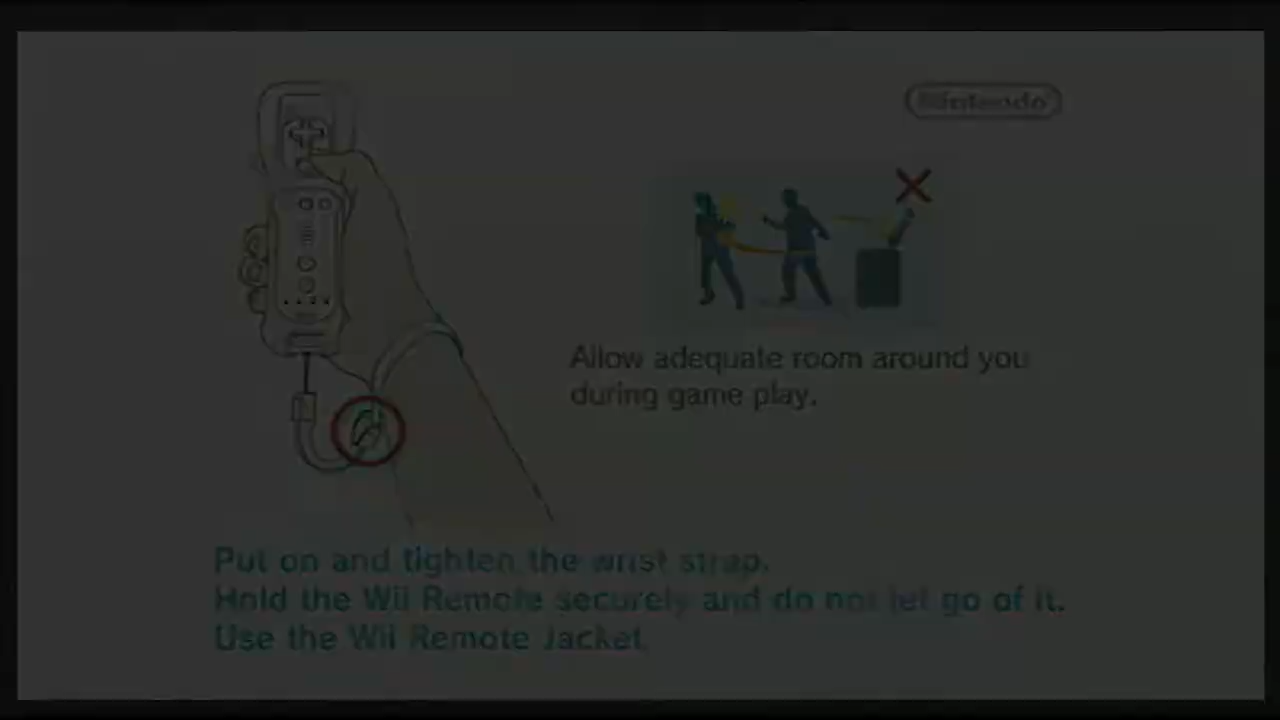 Nintendo
Allow adequate room around you
during game play.
Put on and tighten the wrist strap.
Hold the Wii Remote securely and do not let go of it.
Use the Wii Remote Jacket.